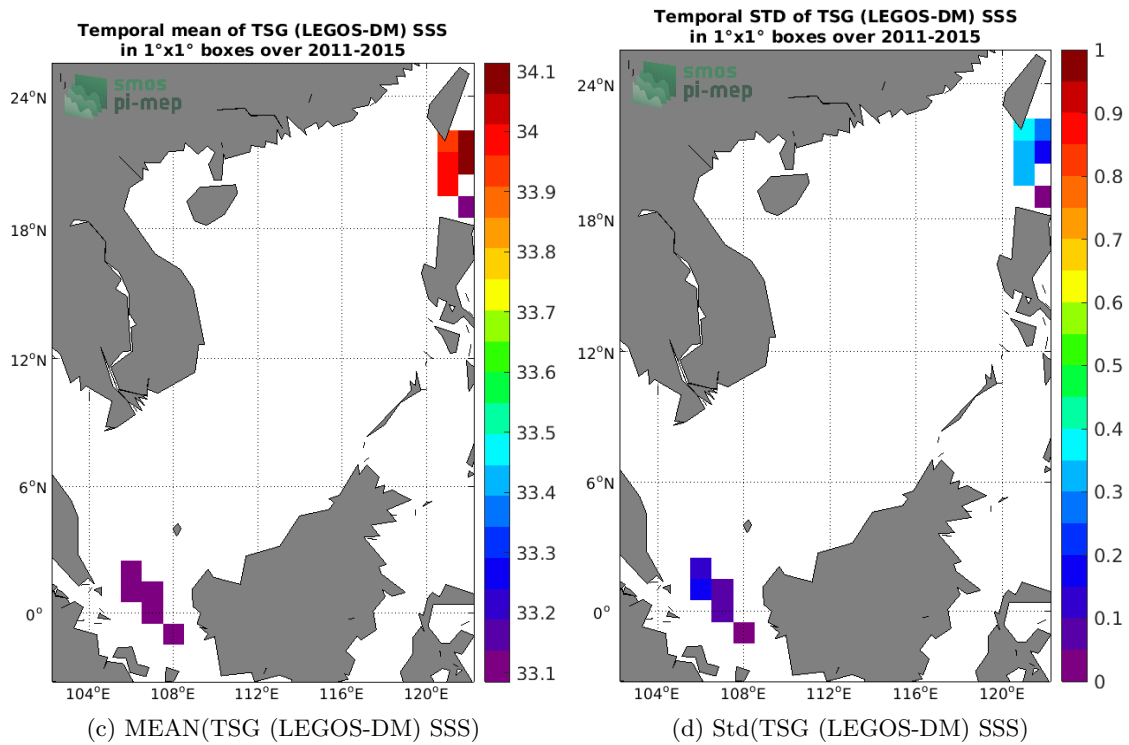 Temporal mean of TSG (LEGOS-DM) SSS
in 1°x1° boxes over 2011-2015
smos
pi-mep
24°N
18°N
12°N
6°N
0°
104°E
108°E
112°E
116°E
120°E
34.1
34
33.9
33.8
33.7
33.6
33.5
33.4
33.3
33.2
33.1
(c) MEAN(TSG (LEGOS-DM) SSS)
Temporal STD of TSG (LEGOS-DM) SSS
in 1°x1° boxes over 2011-2015
smos
pi-mep
24°N
18°N
12°N
6°N
0°
104°E
108°E
112°E
116°E
120°E
1
0.9
0.8
0.7
0.6
0.5
0.4
0.3
0.2
0.1
0
(d) Std(TSG (LEGOS-DM) SSS)